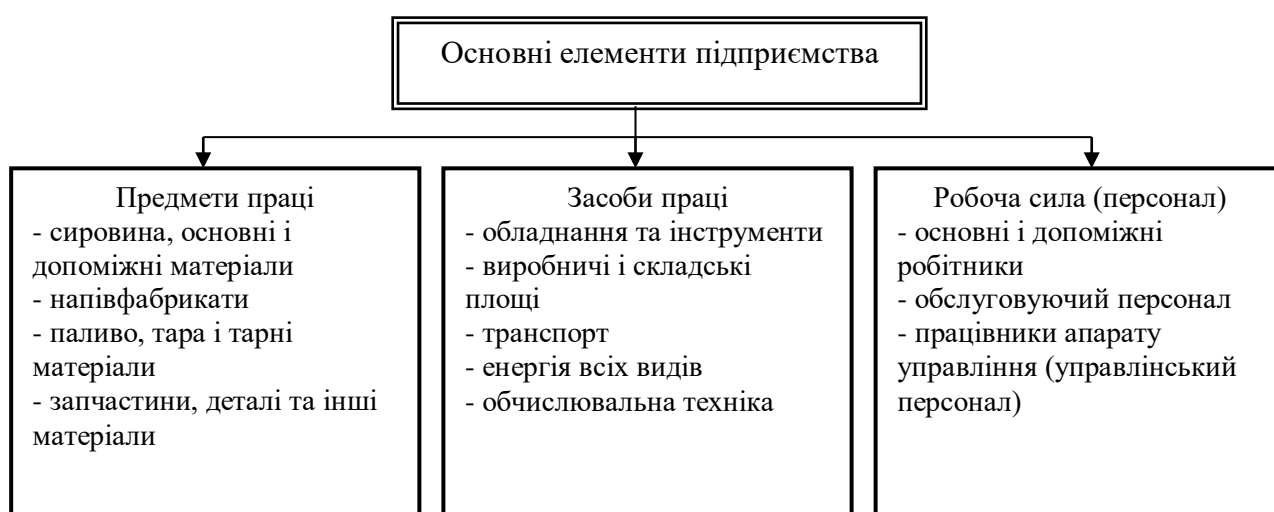 Основні елементи підприємства
Предмети праці
- сировина, основні і
допоміжні матеріали
- напівфабрикати
- паливо, тара і тарні
матеріали
- запчастини, деталі та інші
матеріали
Засоби праці
- обладнання та інструменти
- виробничі і складські
площі
- транспорт
- енергія всіх видів
- обчислювальна техніка
Робоча сила (персонал)
- основні і допоміжні
робітники
- обслуговуючий персонал
- працівники апарату
управління (управлінський
персонал)